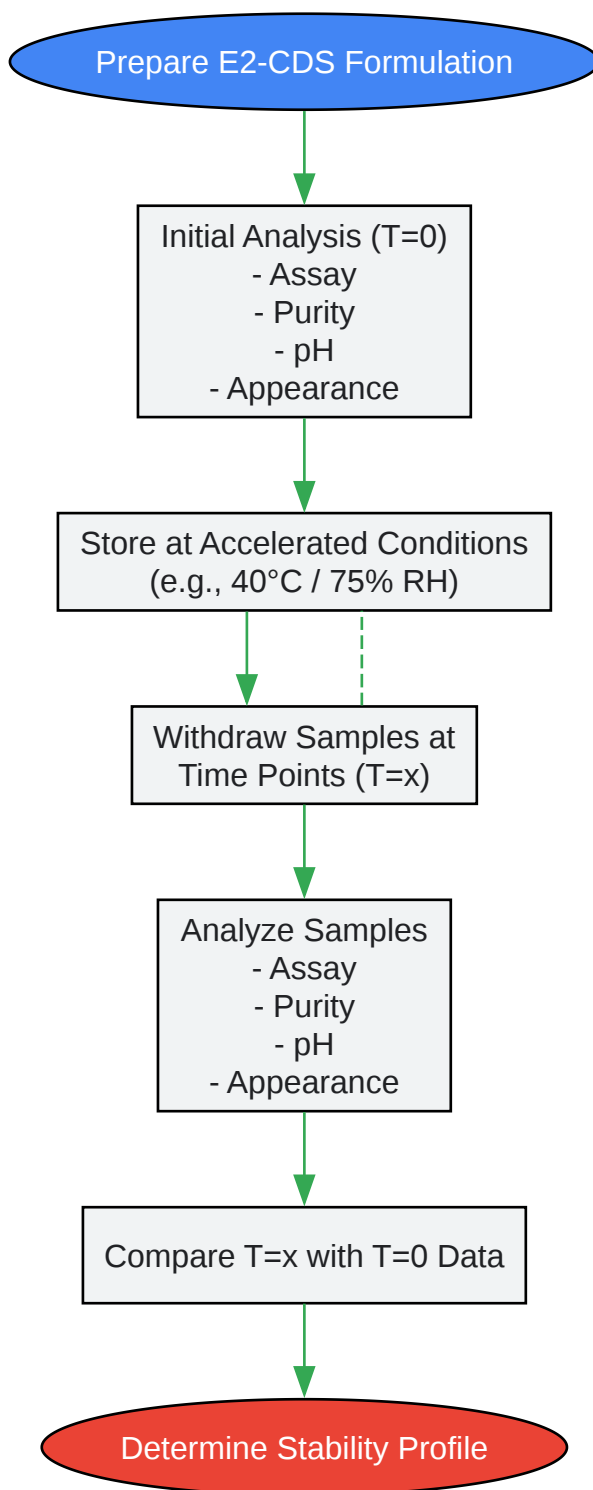 Prepare E2-CDS Formulation
Initial Analysis (T=0)
- Assay
- Purity
- pH
- Appearance
Store at Accelerated Conditions
(e.g., 40°C / 75% RH)
Withdraw Samples at
Time Points (T=x)
Analyze Samples
- Assay
- Purity
- pH
- Appearance
Compare T=x with T=0 Data
Determine Stability Profile